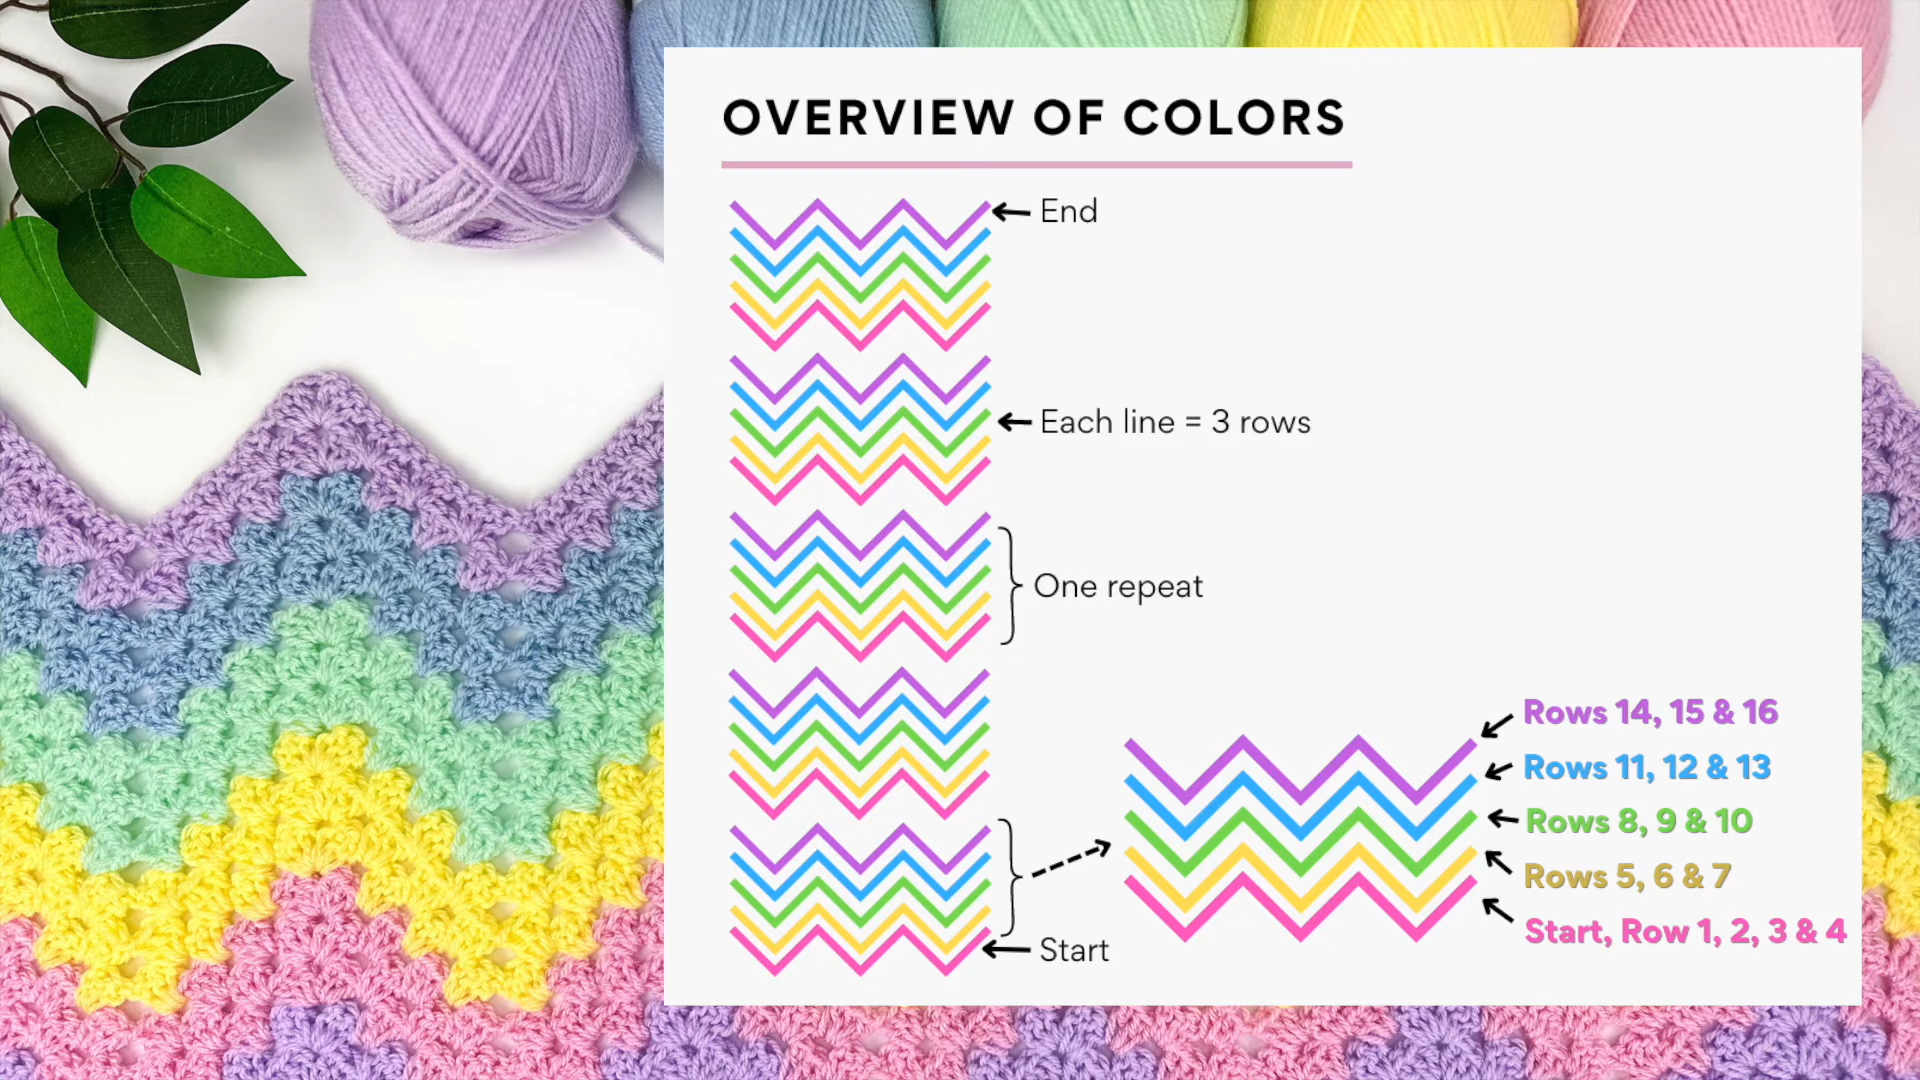 OVERVIEW OF COLORS
End
Each line = 3 rows
One repeat
Rows 14, 15 & 16
Rows 11, 12 & 13
Rows 8, 9 & 10
Rows 5, 6 & 7
Start, Row 1, 2, 3 & 4
Start